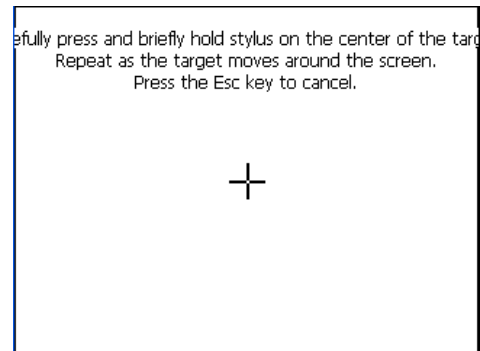 efully press and briefly hold stylus on the center of the targ
Repeat as the target moves around the screen.
Press the Esc key to cancel.